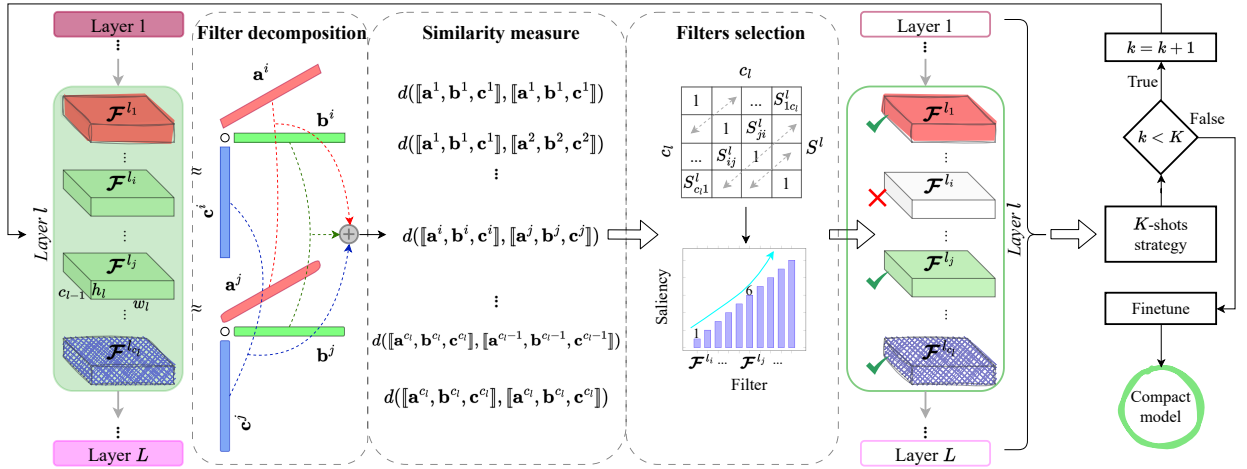 Layer 1
...
Layer l
𝓕^{l_1}
...
𝓕^{l_i}
...
𝓕^{l_j}
c_{l−1}
h_l
w_l
...
𝓕^{l_{c_l}}
...
Layer L
Filter decomposition
a^i
b^i
≈
c^i
+
a^j
≈
b^j
c^j
Similarity measure
d(⟦a^1, b^1, c^1⟧, ⟦a^1, b^1, c^1⟧)
d(⟦a^1, b^1, c^1⟧, ⟦a^2, b^2, c^2⟧)
...
d(⟦a^i, b^i, c^i⟧, ⟦a^j, b^j, c^j⟧)
...
d(⟦a^{c_l}, b^{c_l}, c^{c_l}⟧, ⟦a^{c_l−1}, b^{c_l−1}, c^{c_l−1}⟧)
d(⟦a^{c_l}, b^{c_l}, c^{c_l}⟧, ⟦a^{c_l}, b^{c_l}, c^{c_l}⟧)
Filters selection
c_l
1 ... S^l_{1c_l}
1 S^l_{ji}
... S^l_{ij} 1
S^l_{c_l1} 1
c_l
S^l
Saliency
1
6
𝓕^{l_i} ... 𝓕^{l_j} ...
Filter
Layer 1
...
𝓕^{l_1}
...
𝓕^{l_i}
...
𝓕^{l_j}
...
𝓕^{l_{c_l}}
...
Layer L
Layer l
k = k + 1
True
False
k < K
K-shots
strategy
Finetune
Compact
model